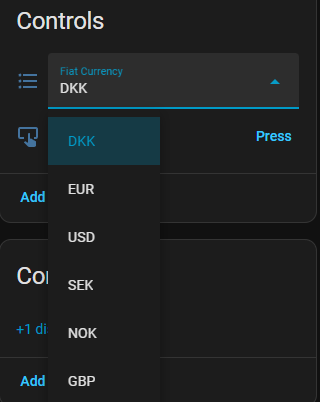 Controls
Fiat Currency
DKK
DKK
Press
EUR
Add
USD
Co
SEK
+1 di
NOK
Add
GBP